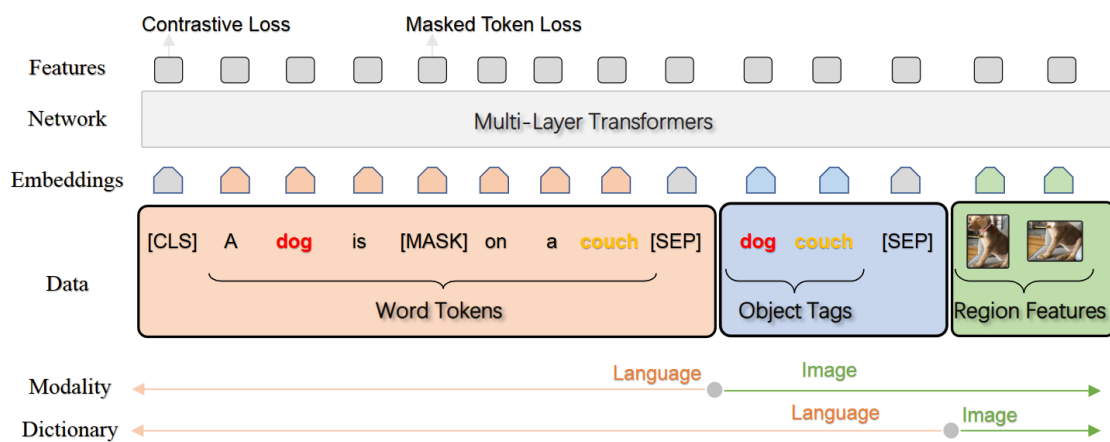 Contrastive Loss Masked Token Loss
Features
Network Multi-Layer Transformers
Embeddings
[CLS] A dog is [MASK] on a couch [SEP] dog couch [SEP]
Data
Word Tokens Object Tags Region Features
Modality Language Image
Dictionary Language Image